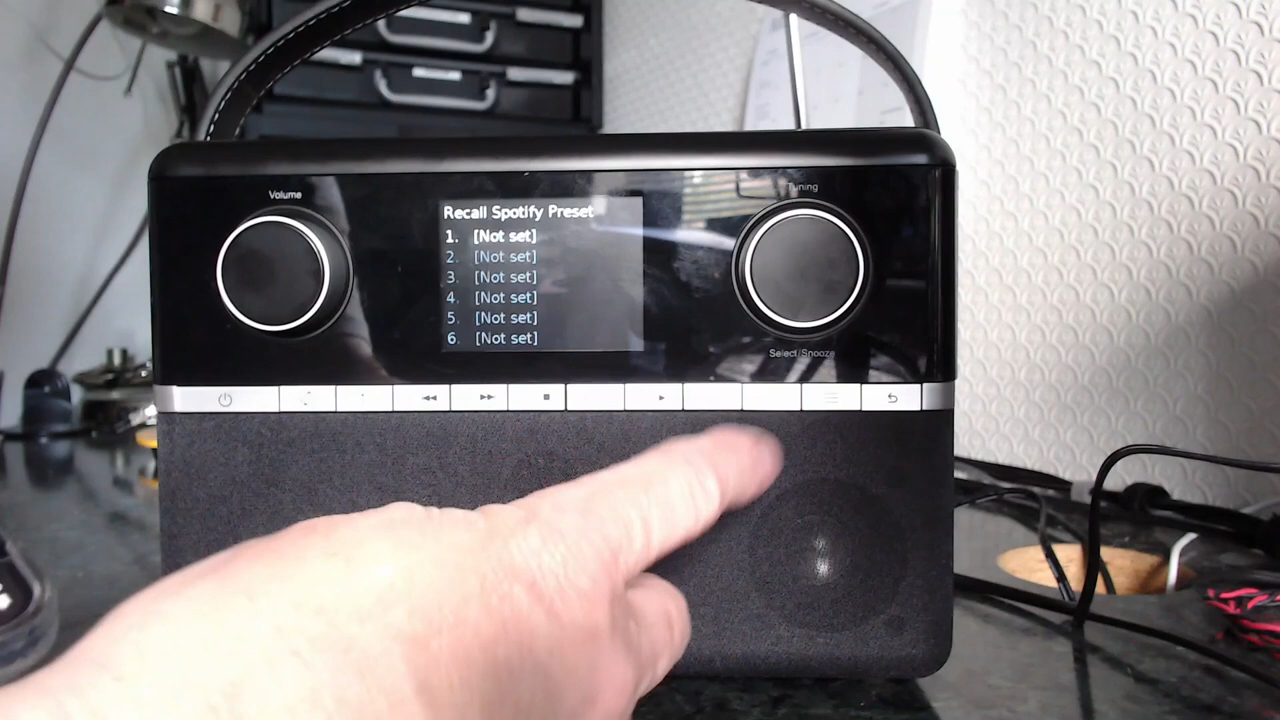 Volume
Tuning
Recall Spotify Preset
1. [Not set]
2. [Not set]
3. [Not set]
4. [Not set]
5. [Not set]
6. [Not set]
Select/Snooze